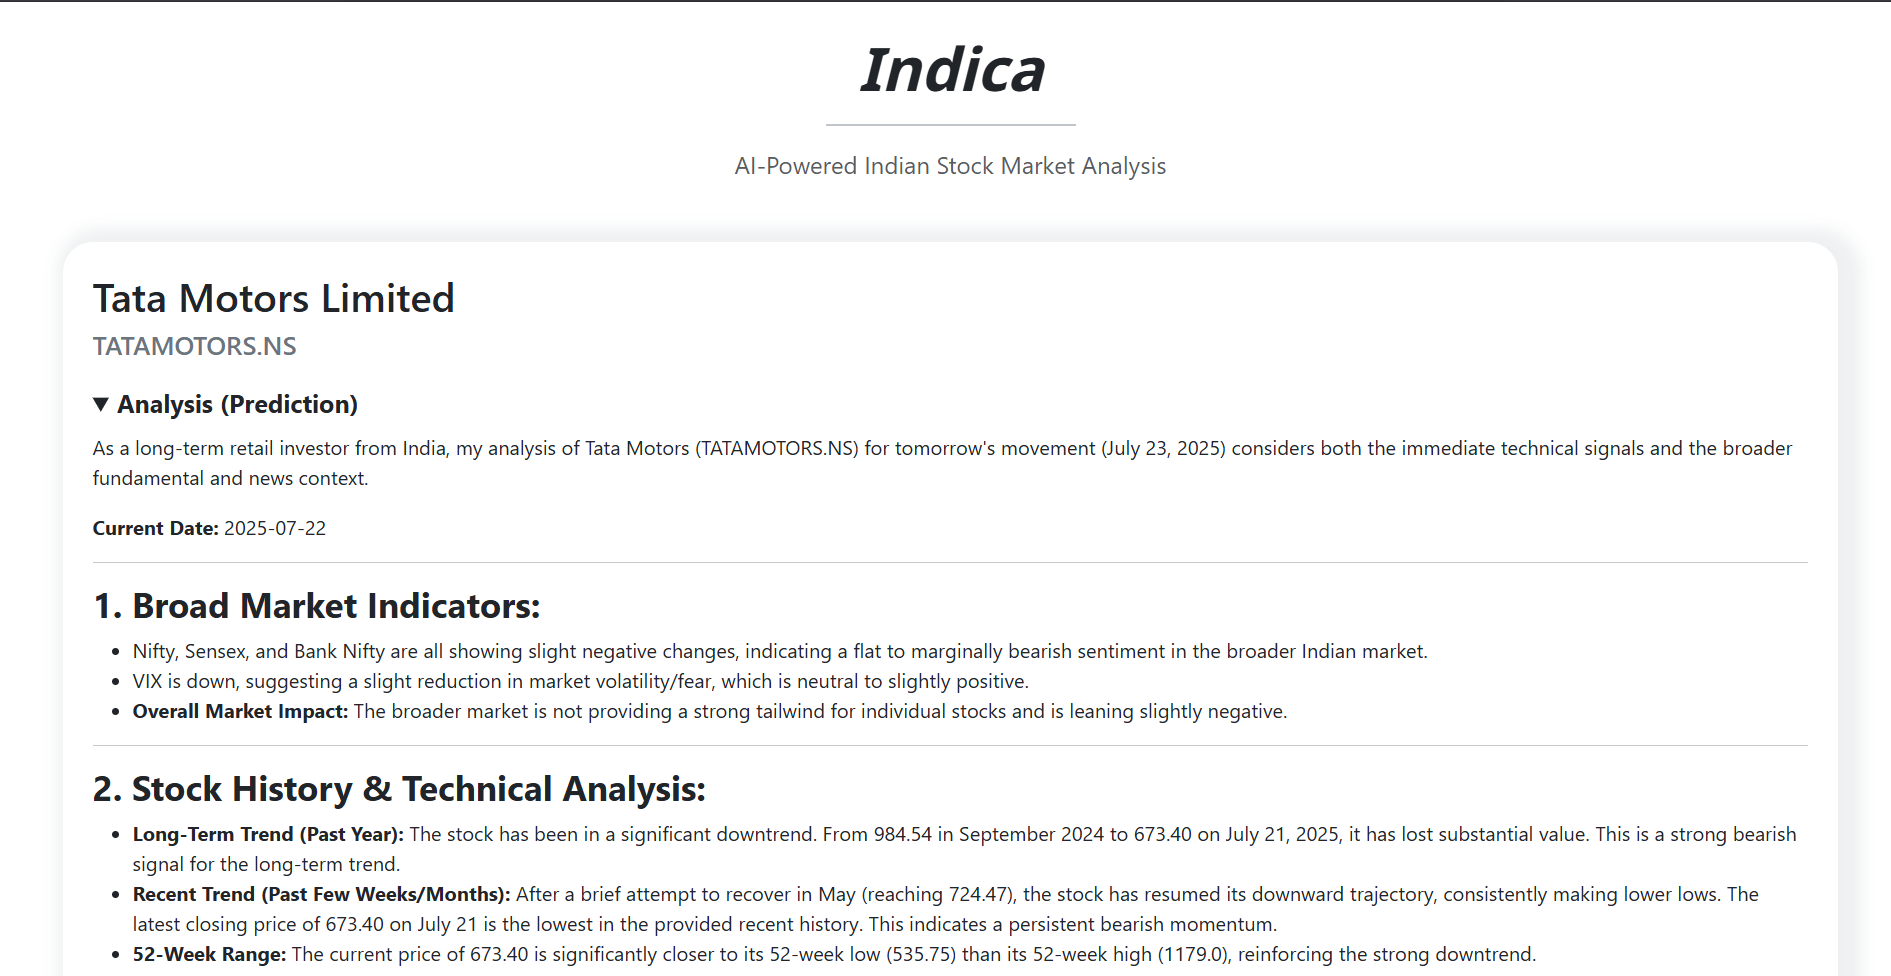 Indica
AI-Powered Indian Stock Market Analysis
Tata Motors Limited
TATAMOTORS.NS
▼ Analysis (Prediction)
As a long-term retail investor from India, my analysis of Tata Motors (TATAMOTORS.NS) for tomorrow's movement (July 23, 2025) considers both the immediate technical signals and the broader
fundamental and news context.
Current Date: 2025-07-22
1. Broad Market Indicators:
• Nifty, Sensex, and Bank Nifty are all showing slight negative changes, indicating a flat to marginally bearish sentiment in the broader Indian market.
• VIX is down, suggesting a slight reduction in market volatility/fear, which is neutral to slightly positive.
• Overall Market Impact: The broader market is not providing a strong tailwind for individual stocks and is leaning slightly negative.
2. Stock History & Technical Analysis:
• Long-Term Trend (Past Year): The stock has been in a significant downtrend. From 984.54 in September 2024 to 673.40 on July 21, 2025, it has lost substantial value. This is a strong bearish
signal for the long-term trend.
• Recent Trend (Past Few Weeks/Months): After a brief attempt to recover in May (reaching 724.47), the stock has resumed its downward trajectory, consistently making lower lows. The
latest closing price of 673.40 on July 21 is the lowest in the provided recent history. This indicates a persistent bearish momentum.
• 52-Week Range: The current price of 673.40 is significantly closer to its 52-week low (535.75) than its 52-week high (1179.0), reinforcing the strong downtrend.